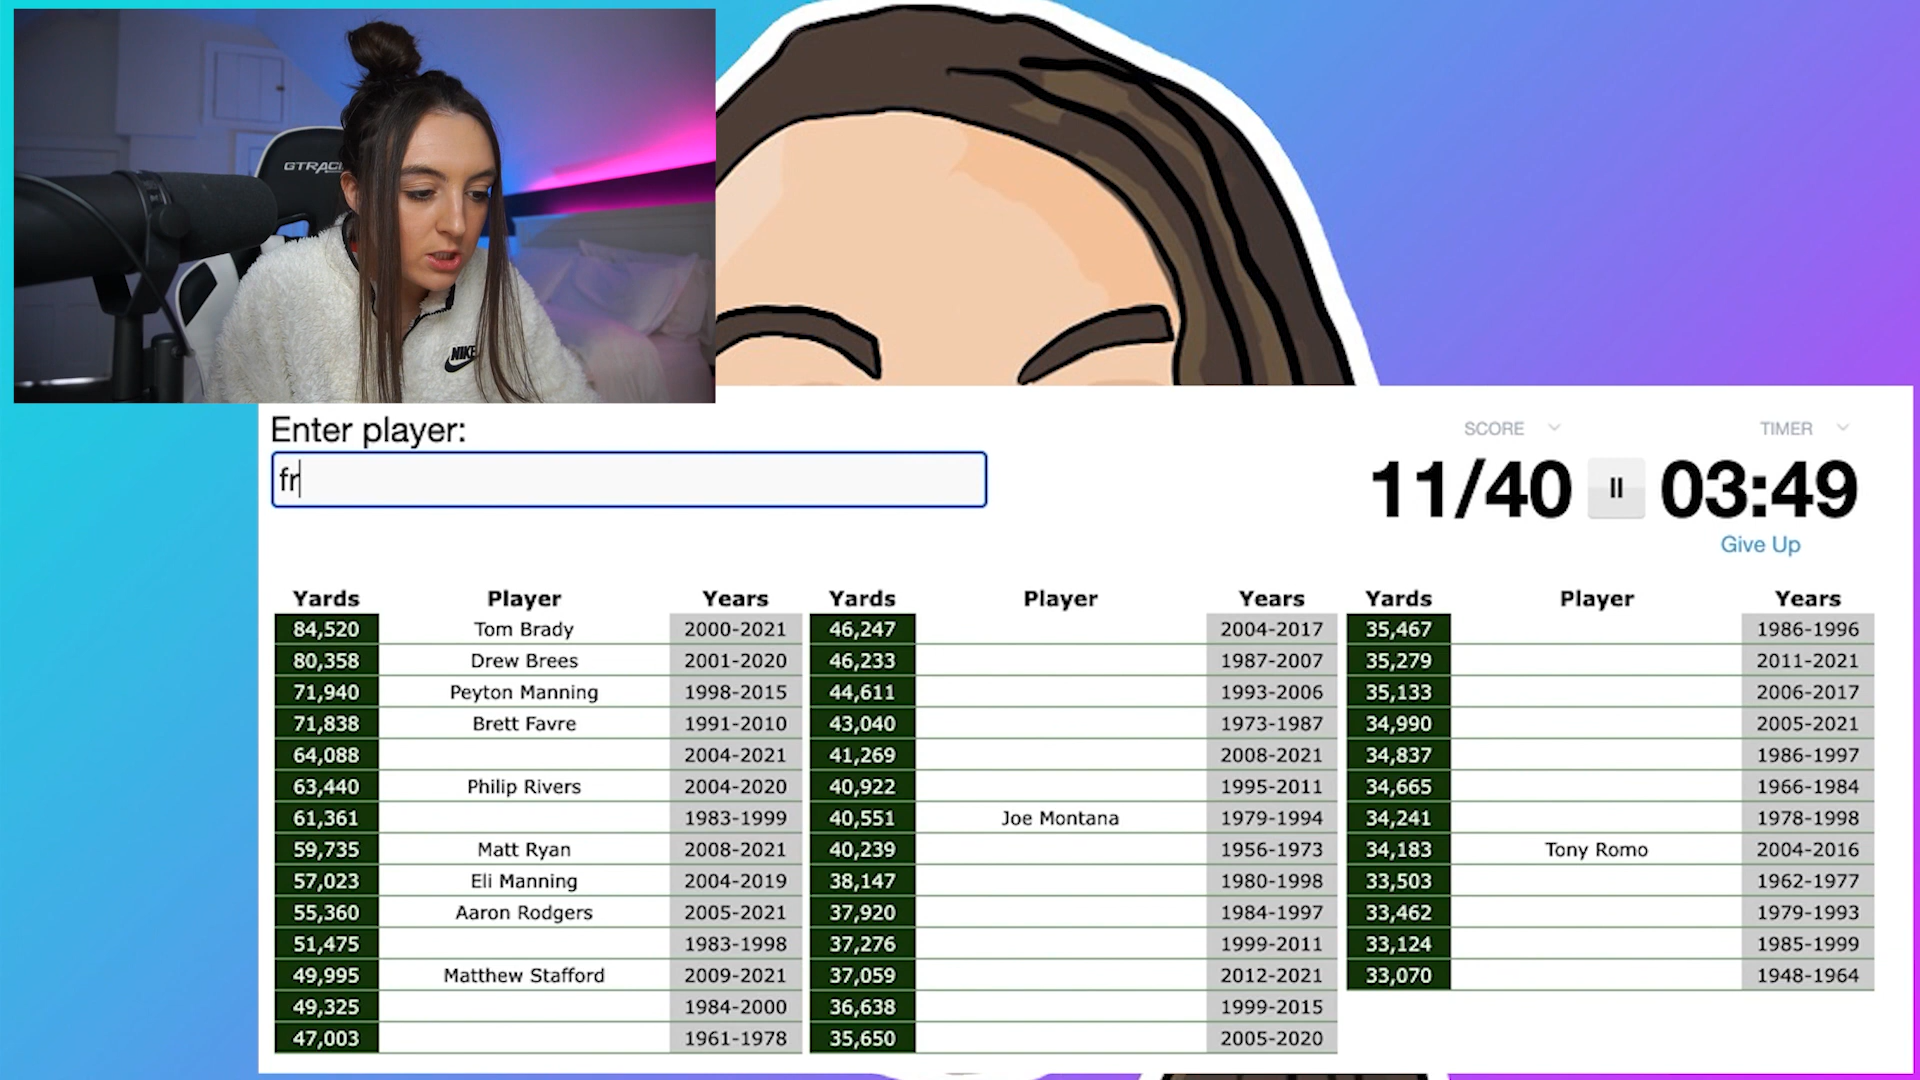 GTRACI
NIKE
Enter player:
fr
SCORE
TIMER
11/40
03:49
Give Up
Yards Player Years Yards Player Years Yards Player Years
84,520 Tom Brady 2000-2021 46,247 2004-2017 35,467 1986-1996
80,358 Drew Brees 2001-2020 46,233 1987-2007 35,279 2011-2021
71,940 Peyton Manning 1998-2015 44,611 1993-2006 35,133 2006-2017
71,838 Brett Favre 1991-2010 43,040 1973-1987 34,990 2005-2021
64,088 2004-2021 41,269 2008-2021 34,837 1986-1997
63,440 Philip Rivers 2004-2020 40,922 1995-2011 34,665 1966-1984
61,361 1983-1999 40,551 Joe Montana 1979-1994 34,241 1978-1998
59,735 Matt Ryan 2008-2021 40,239 1956-1973 34,183 Tony Romo 2004-2016
57,023 Eli Manning 2004-2019 38,147 1980-1998 33,503 1962-1977
55,360 Aaron Rodgers 2005-2021 37,920 1984-1997 33,462 1979-1993
51,475 1983-1998 37,276 1999-2011 33,124 1985-1999
49,995 Matthew Stafford 2009-2021 37,059 2012-2021 33,070 1948-1964
49,325 1984-2000 36,638 1999-2015
47,003 1961-1978 35,650 2005-2020